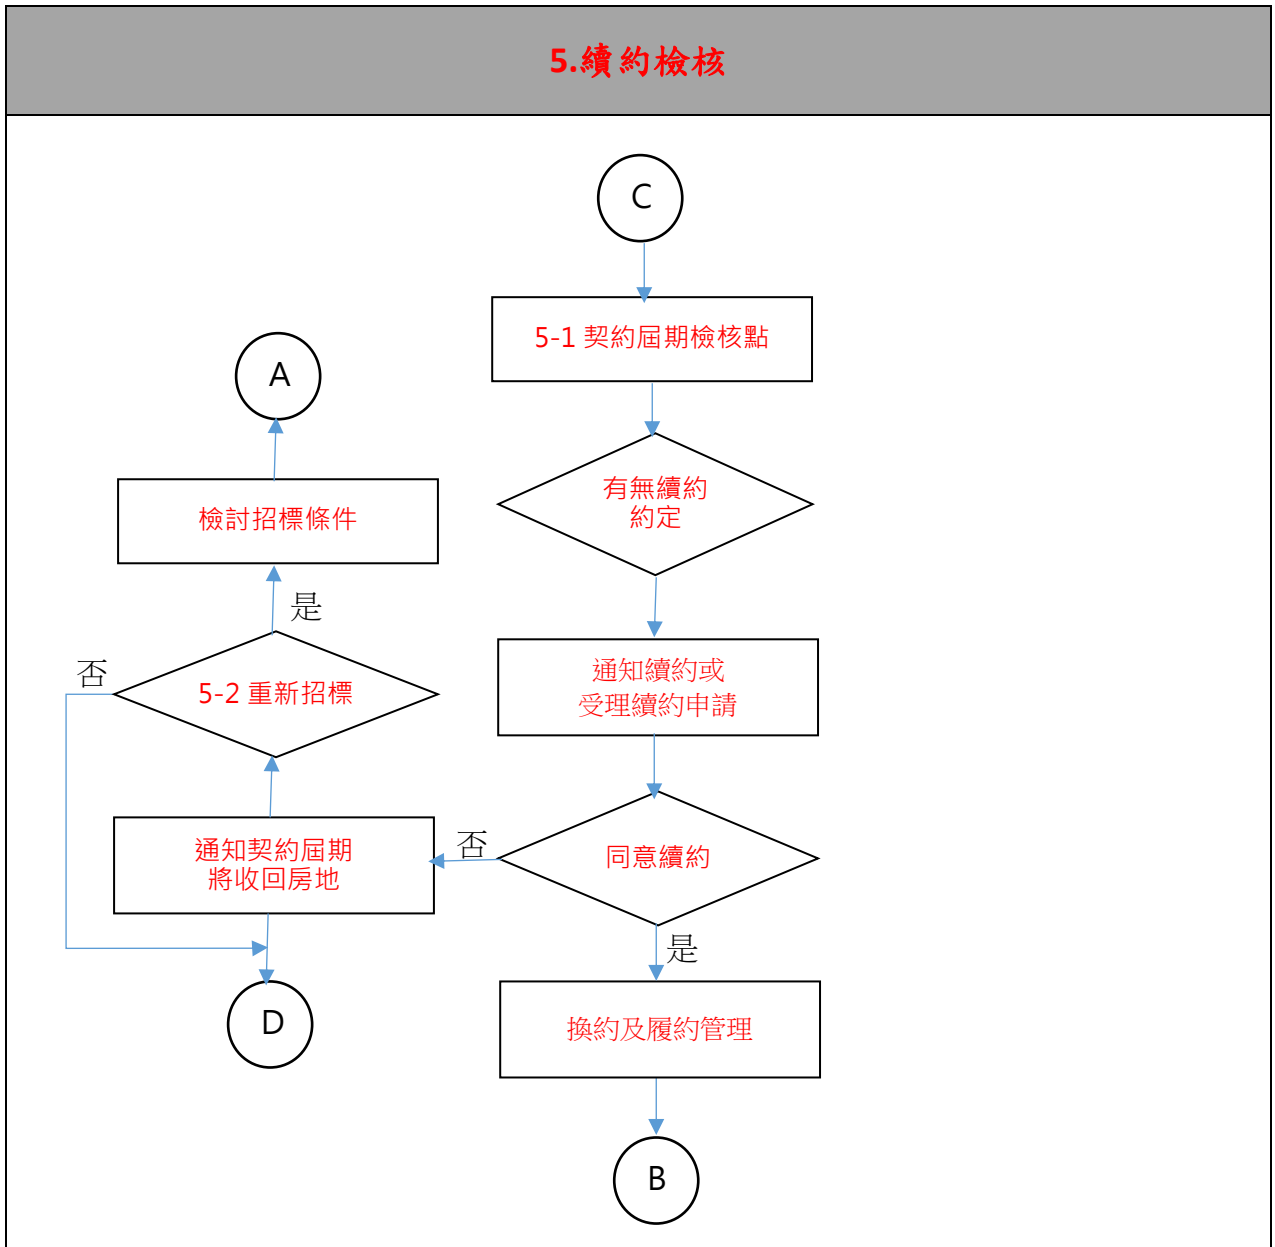 5.續約檢核
C
5-1 契約屆期檢核點
A
有無續約
約定
檢討招標條件
是
否
5-2 重新招標
通知續約或
受理續約申請
通知契約屆期
將收回房地
否
同意續約
是
D
換約及履約管理
B